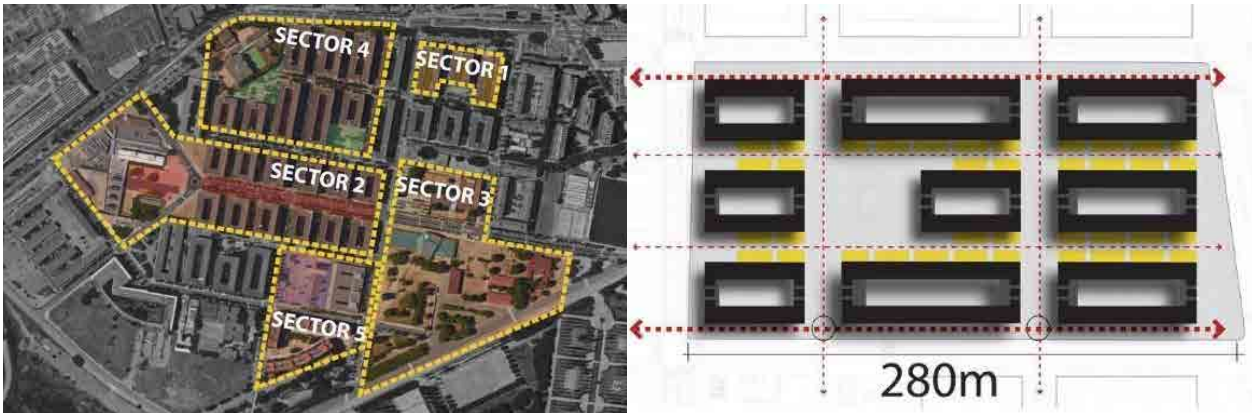 SECTOR 4
SECTOR 1
SECTOR 2
SECTOR 3
SECTOR 5
280m